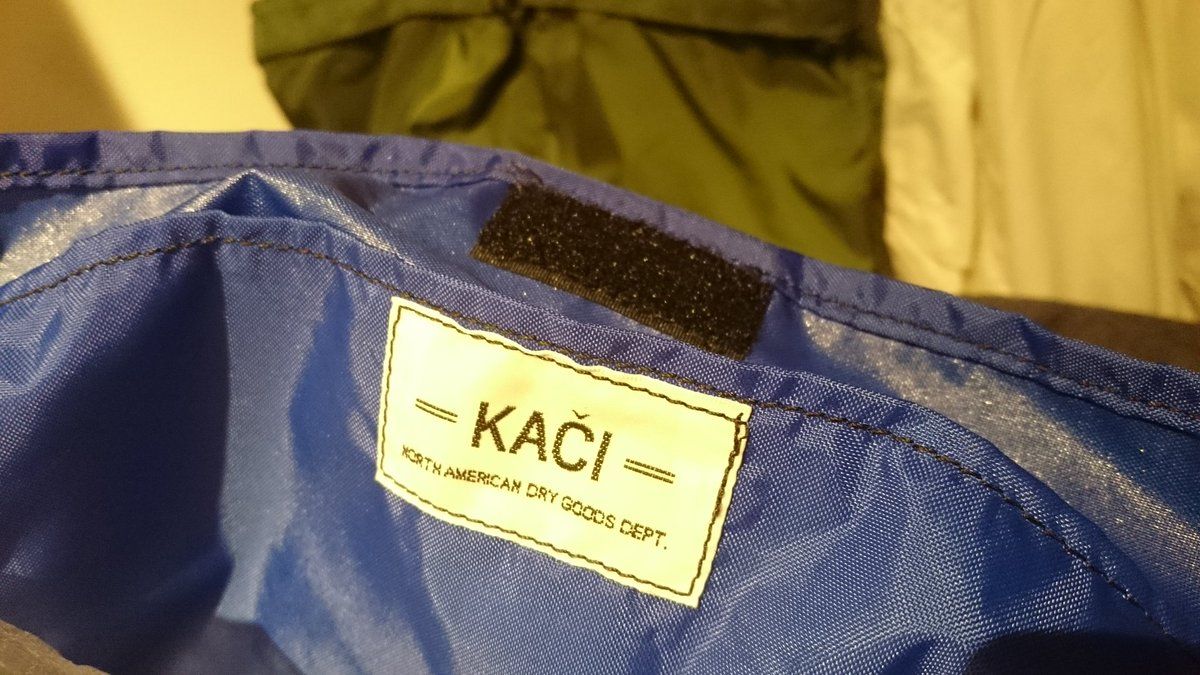 KAČI
NORTH AMERICAN DRY GOODS DEPT.